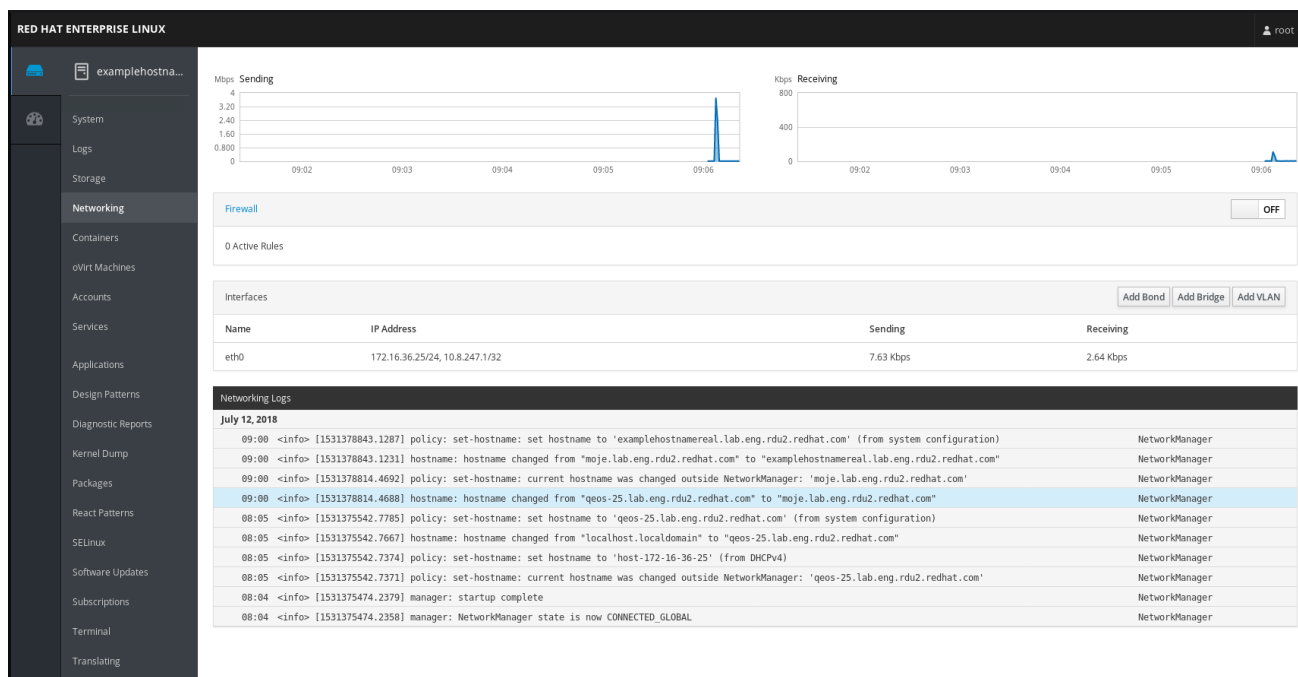 RED HAT ENTERPRISE LINUX
root
examplehostna...
System
Logs
Storage
Networking
Containers
oVirt Machines
Accounts
Services
Applications
Design Patterns
Diagnostic Reports
Kernel Dump
Packages
React Patterns
SELinux
Software Updates
Subscriptions
Terminal
Translating
Mbps Sending
4
3.20
2.40
1.60
0.800
0
09:02 09:03 09:04 09:05 09:06
Kbps Receiving
800
400
0
09:02 09:03 09:04 09:05 09:06
Firewall OFF
0 Active Rules
Interfaces Add Bond Add Bridge Add VLAN
Name IP Address Sending Receiving
eth0 172.16.36.25/24, 10.8.247.1/32 7.63 Kbps 2.64 Kbps
Networking Logs
July 12, 2018
09:00 <info> [1531378843.1287] policy: set-hostname: set hostname to 'examplehostnamereal.lab.eng.rdu2.redhat.com' (from system configuration) NetworkManager
09:00 <info> [1531378843.1231] hostname: hostname changed from "moje.lab.eng.rdu2.redhat.com" to "examplehostnamereal.lab.eng.rdu2.redhat.com" NetworkManager
09:00 <info> [1531378814.4692] policy: set-hostname: current hostname was changed outside NetworkManager: 'moje.lab.eng.rdu2.redhat.com' NetworkManager
09:00 <info> [1531378814.4688] hostname: hostname changed from "qeos-25.lab.eng.rdu2.redhat.com" to "moje.lab.eng.rdu2.redhat.com" NetworkManager
08:05 <info> [1531375542.7785] policy: set-hostname: set hostname to 'qeos-25.lab.eng.rdu2.redhat.com' (from system configuration) NetworkManager
08:05 <info> [1531375542.7667] hostname: hostname changed from "localhost.localdomain" to "qeos-25.lab.eng.rdu2.redhat.com" NetworkManager
08:05 <info> [1531375542.7374] policy: set-hostname: set hostname to 'host-172-16-36-25' (from DHCPv4) NetworkManager
08:05 <info> [1531375542.7371] policy: set-hostname: current hostname was changed outside NetworkManager: 'qeos-25.lab.eng.rdu2.redhat.com' NetworkManager
08:04 <info> [1531375474.2379] manager: startup complete NetworkManager
08:04 <info> [1531375474.2358] manager: NetworkManager state is now CONNECTED_GLOBAL NetworkManager